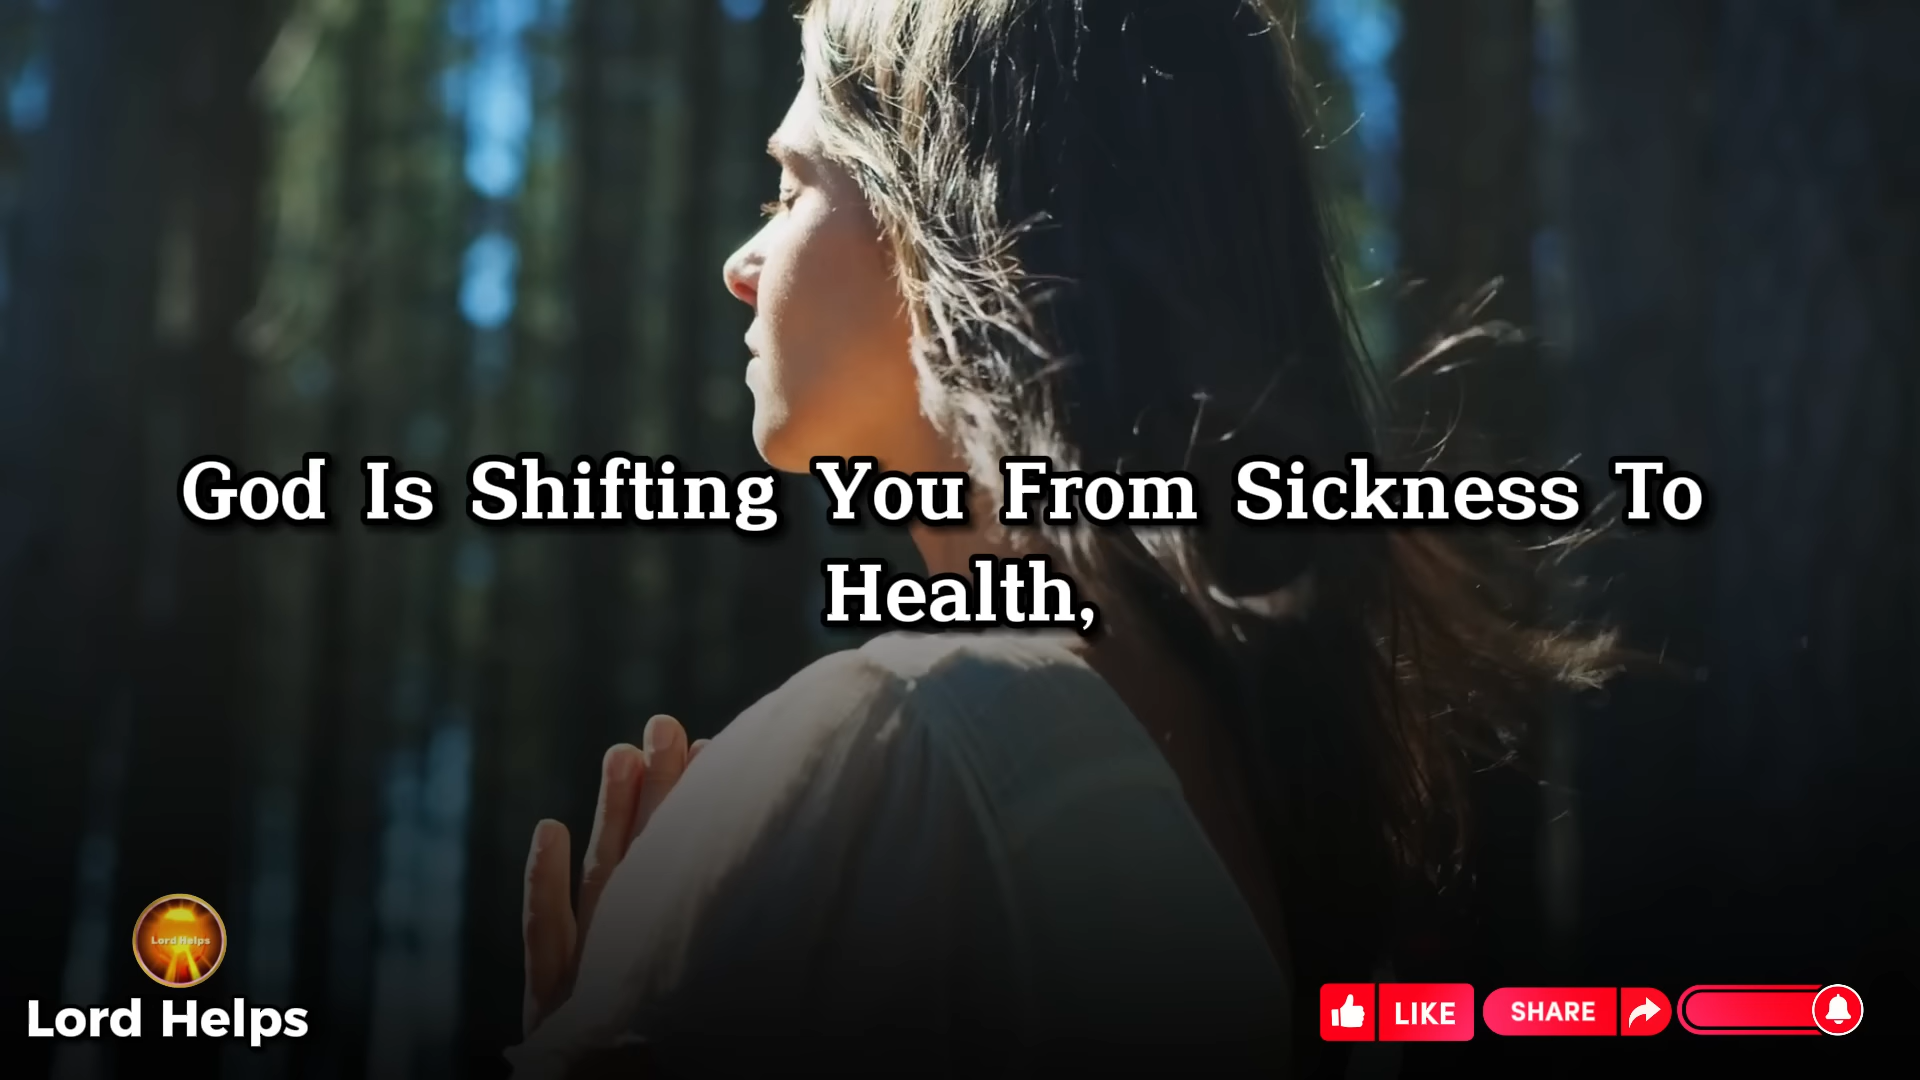 God Is Shifting You From Sickness To
Health,
Lord Helps
Lord Helps
LIKE
SHARE